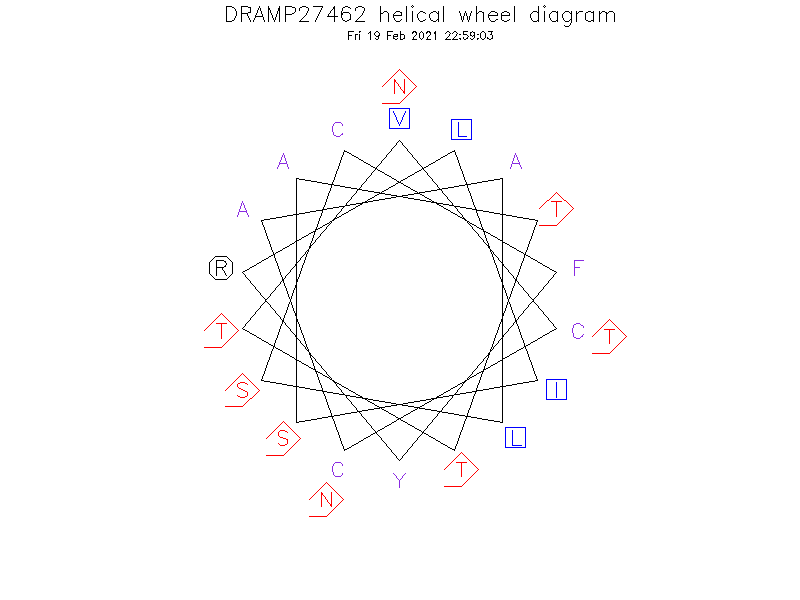 DRAMP27462 helical wheel diagram
Fri 19 Feb 2021 22:59:03
N
C V L
A A
A T
R F
T C T
S I
S L
C Y T
N